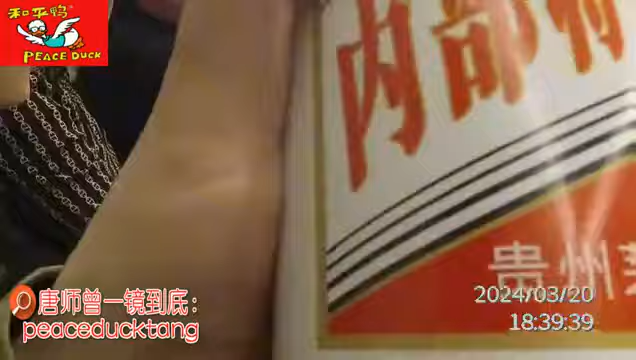 和平鸭
PEACE DUCK
内部
贵州
2024/03/20
18:39:39
唐师曾一镜到底：
peaceducktang